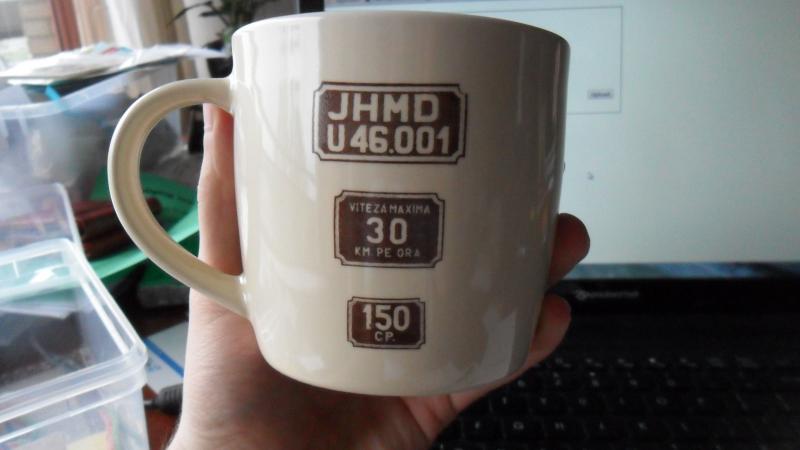 JHMD
U 46.001
VITEZA MAXIMA
30
KM. PE ORA
150
CP.